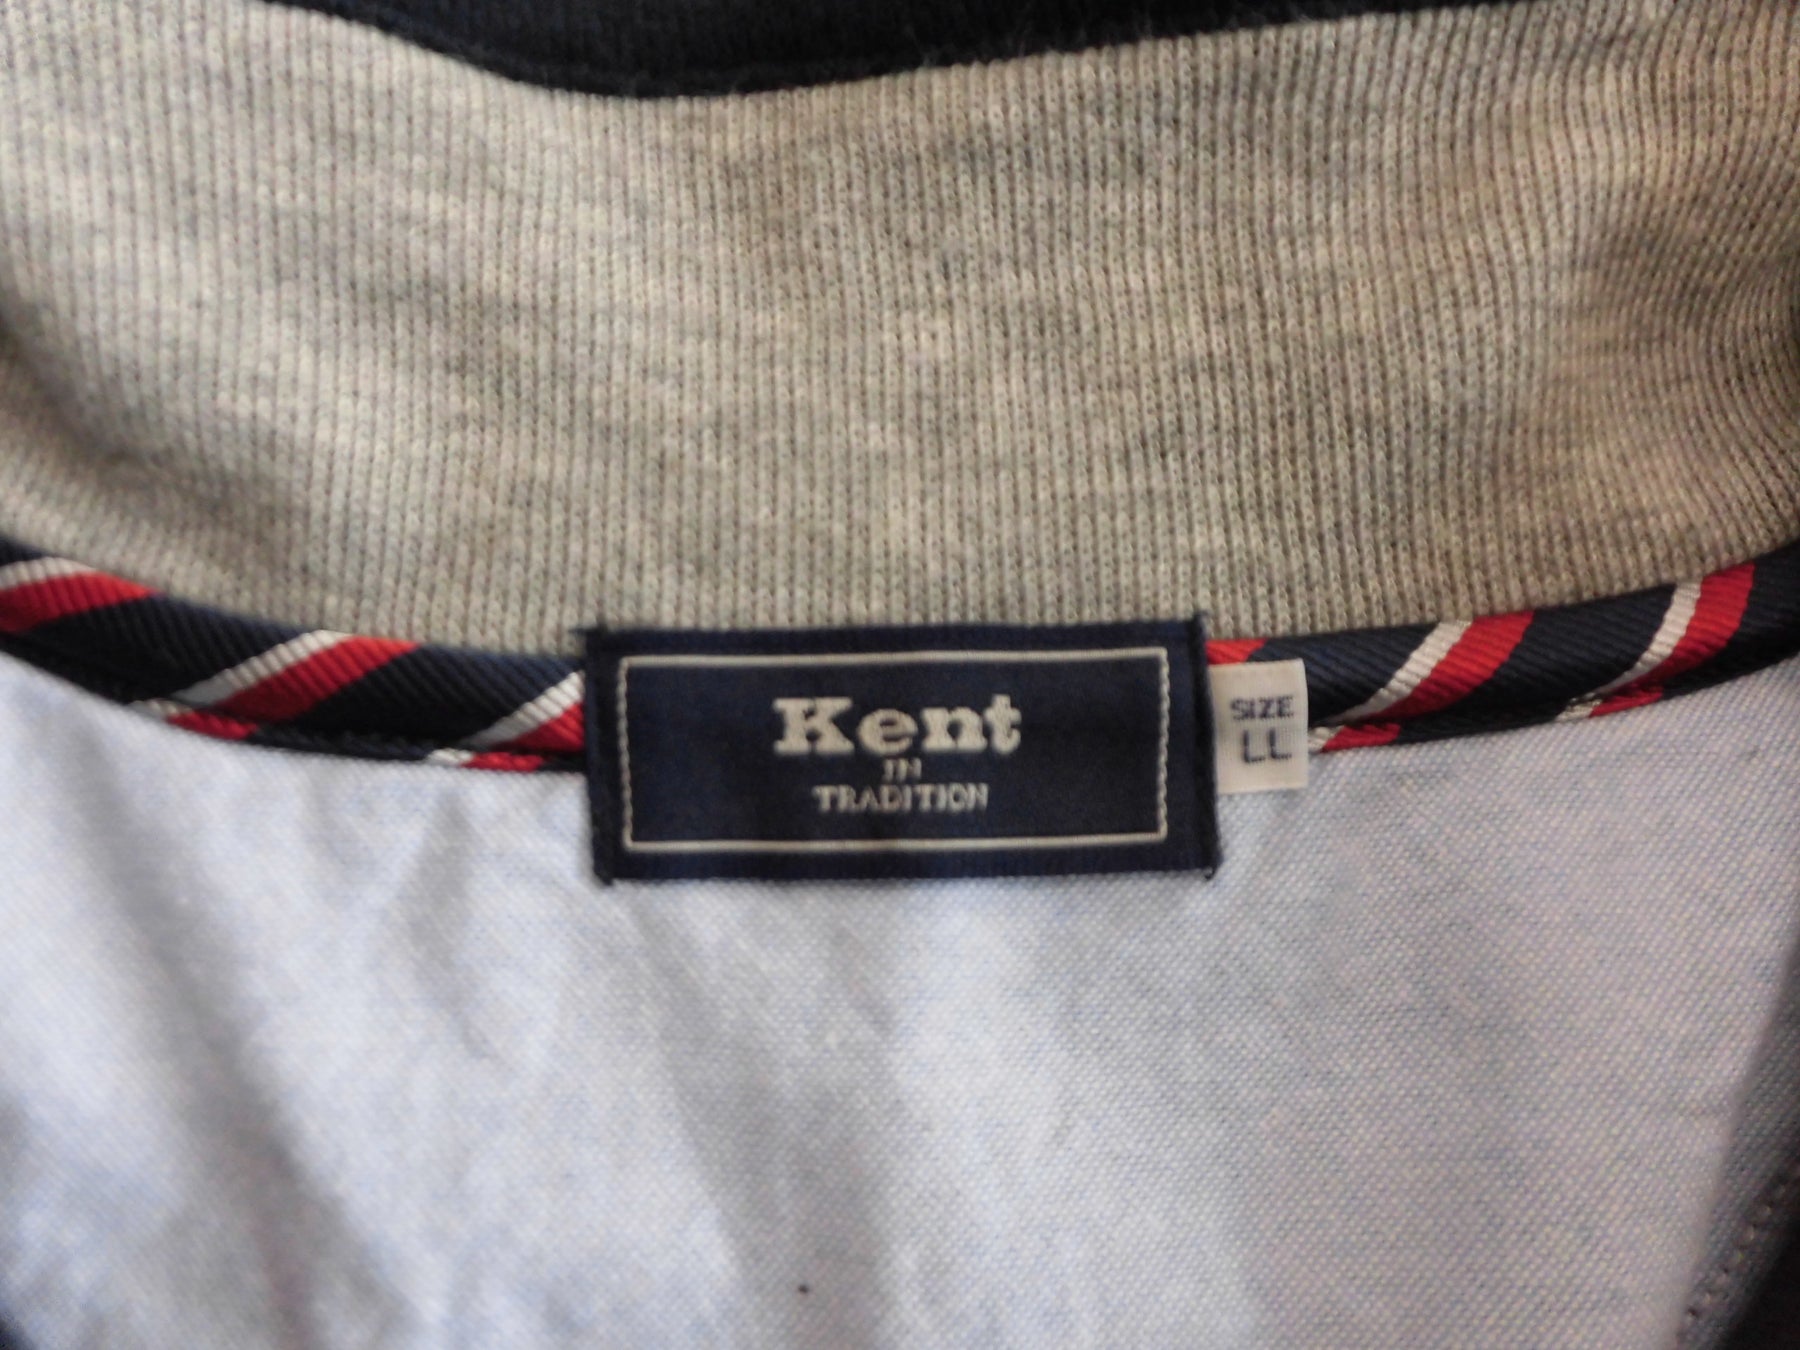 Kent
IN
TRADITION
SIZE
LL